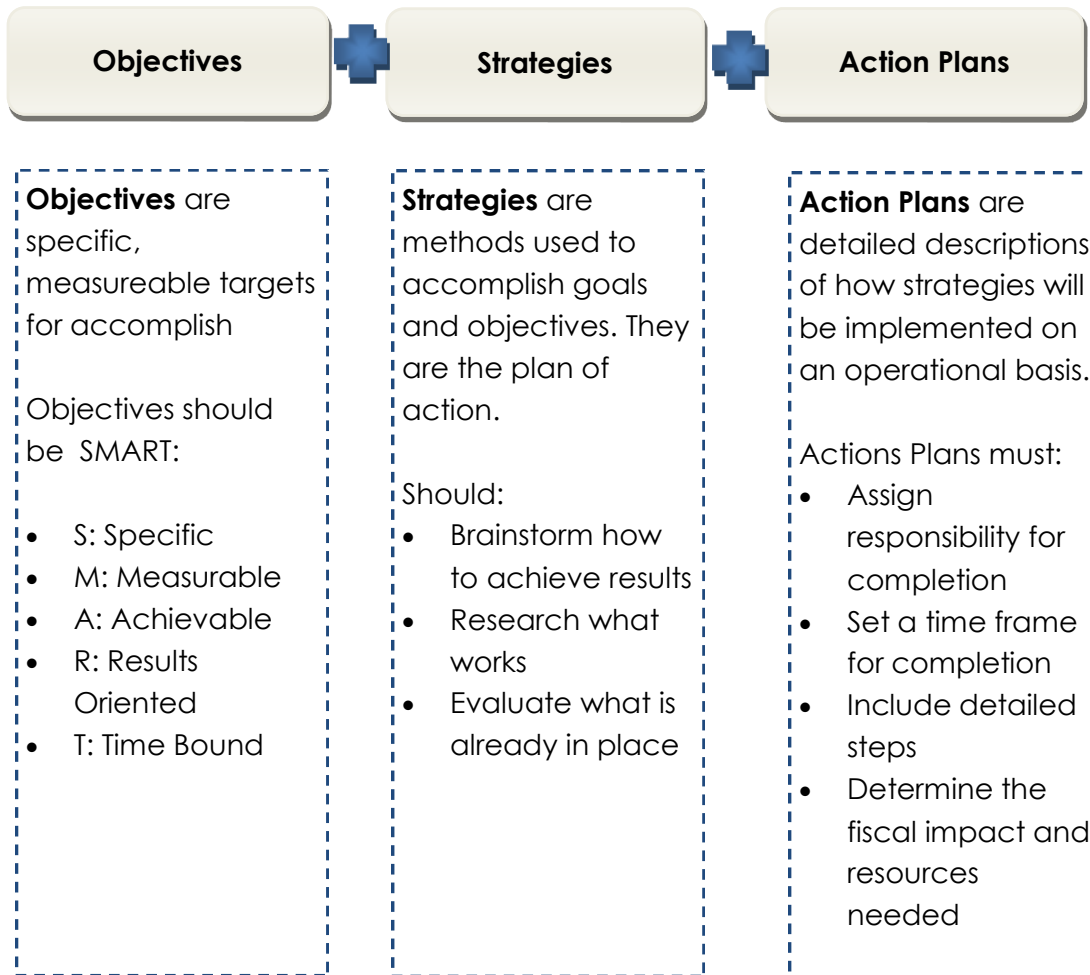 Objectives
Strategies
Action Plans
Objectives are
specific,
measureable targets
for accomplish
Objectives should
be SMART:
• S: Specific
• M: Measurable
• A: Achievable
• R: Results
Oriented
• T: Time Bound
Strategies are
methods used to
accomplish goals
and objectives. They
are the plan of
action.
Should:
• Brainstorm how
to achieve results
• Research what
works
• Evaluate what is
already in place
Action Plans are
detailed descriptions
of how strategies will
be implemented on
an operational basis.
Actions Plans must:
• Assign
responsibility for
completion
• Set a time frame
for completion
• Include detailed
steps
• Determine the
fiscal impact and
resources
needed